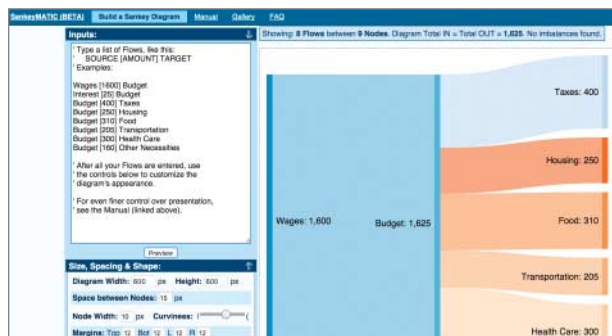 SankeyMATIC (BETA) Build a Sankey Diagram Manual Gallery FAQ
Inputs:
' Type a list of Flows, like this:
' SOURCE [AMOUNT] TARGET
' Examples:
Wages [1600] Budget
Interest [25] Budget
Budget [400] Taxes
Budget [250] Housing
Budget [310] Food
Budget [205] Transportation
Budget [300] Health Care
Budget [160] Other Necessities
' After all your Flows are entered, use
' the controls below to customize the
' diagram's appearance.
' For even finer control over presentation,
' see the Manual (linked above).
Preview
Size, Spacing & Shape:
Diagram Width: 600 px Height: 600 px
Space between Nodes: 15 px
Node Width: 10 px Curviness: ( (
Margins: Top 12 Bot 12 L 12 R 12
Showing: 8 Flows between 9 Nodes. Diagram Total IN = Total OUT = 1,625. No imbalances found.
Taxes: 400
Housing: 250
Wages: 1,600
Budget: 1,625
Food: 310
Transportation: 205
Health Care: 300